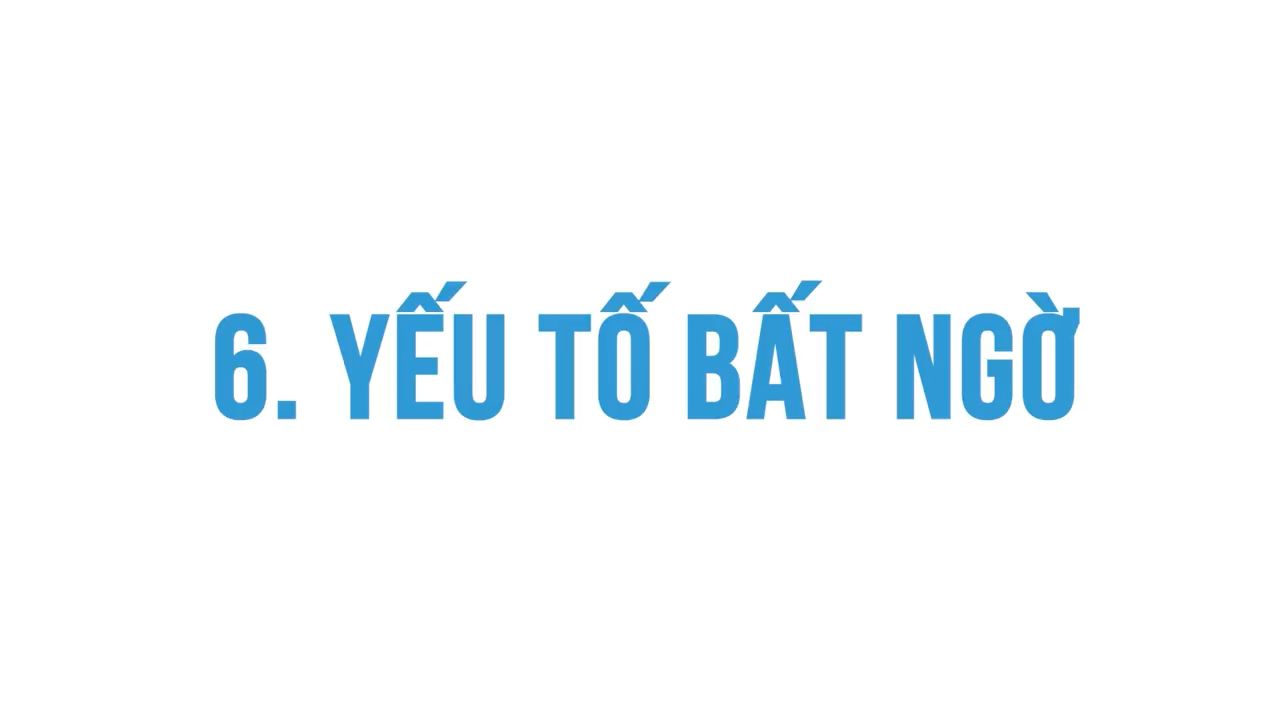 6. YẾU TỐ BẤT NGỜ